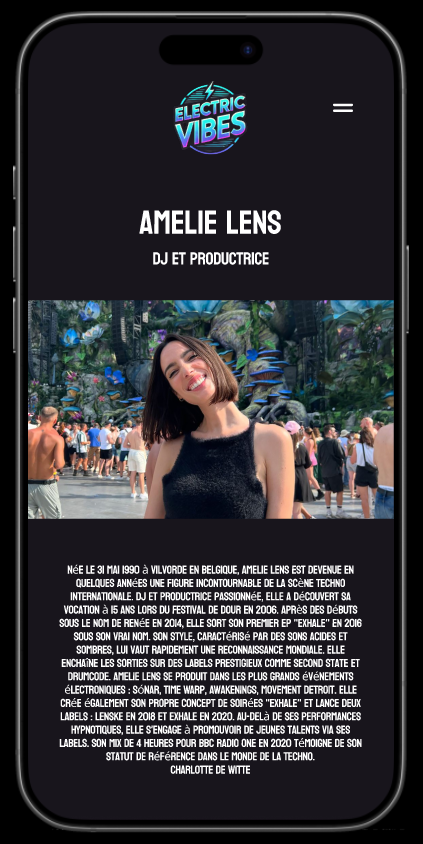 ELECTRIC
VIBES
AMELIE LENS
DJ ET PRODUCTRICE
NéE LE 31 MAI 1990 à VILVORDE EN BELGIQUE, AMELIE LENS EST DEVENUE EN
QUELQUES ANNéES UNE FIGURE INCONTOURNABLE DE LA SCèNE TECHNO
INTERNATIONALE. DJ ET PRODUCTRICE PASSIONNéE, ELLE A DéCOUVERT SA
VOCATION à 15 ANS LORS DU FESTIVAL DE DOUR EN 2006. APRèS DES DéBUTS
SOUS LE NOM DE RENéE EN 2014, ELLE SORT SON PREMIER EP "EXHALE" EN 2016
SOUS SON VRAI NOM. SON STYLE, CARACTéRISé PAR DES SONS ACIDES ET
SOMBRES, LUI VAUT RAPIDEMENT UNE RECONNAISSANCE MONDIALE. ELLE
ENCHAîNE LES SORTIES SUR DES LABELS PRESTIGIEUX COMME SECOND STATE ET
DRUMCODE. AMELIE LENS SE PRODUIT DANS LES PLUS GRANDS éVéNEMENTS
éLECTRONIQUES : SóNAR, TIME WARP, AWAKENINGS, MOVEMENT DETROIT. ELLE
CRéE éGALEMENT SON PROPRE CONCEPT DE SOIRéES "EXHALE" ET LANCE DEUX
LABELS : LENSKE EN 2018 ET EXHALE EN 2020. AU-DELà DE SES PERFORMANCES
HYPNOTIQUES, ELLE S'ENGAGE à PROMOUVOIR DE JEUNES TALENTS VIA SES
LABELS. SON MIX DE 4 HEURES POUR BBC RADIO ONE EN 2020 TéMOIGNE DE SON
STATUT DE RéFéRENCE DANS LE MONDE DE LA TECHNO.
CHARLOTTE DE WITTE